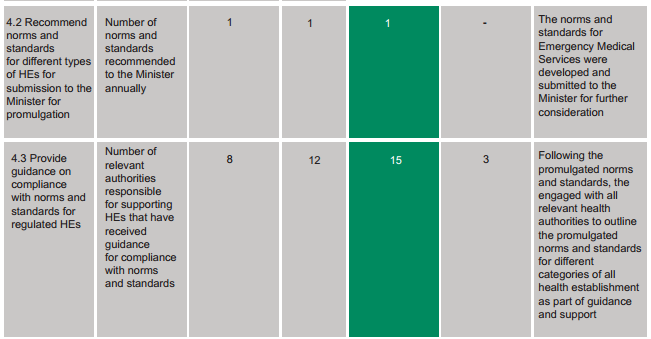 4.2 Recommend
norms and
standards
for different types
of HEs for
submission to the
Minister for
promulgation
Number of
norms and
standards
recommended
to the Minister
annually
1
1
1
-
The norms and
standards for
Emergency Medical
Services were
developed and
submitted to the
Minister for further
consideration
4.3 Provide
guidance on
compliance
with norms and
standards for
regulated HEs
Number of
relevant
authorities
responsible
for supporting
HEs that have
received
guidance
for compliance
with norms
and standards
8
12
15
3
Following the
promulgated norms
and standards, the
engaged with all
relevant health
authorities to outline
the promulgated
norms and standards
for different
categories of all
health establishment
as part of guidance
and support